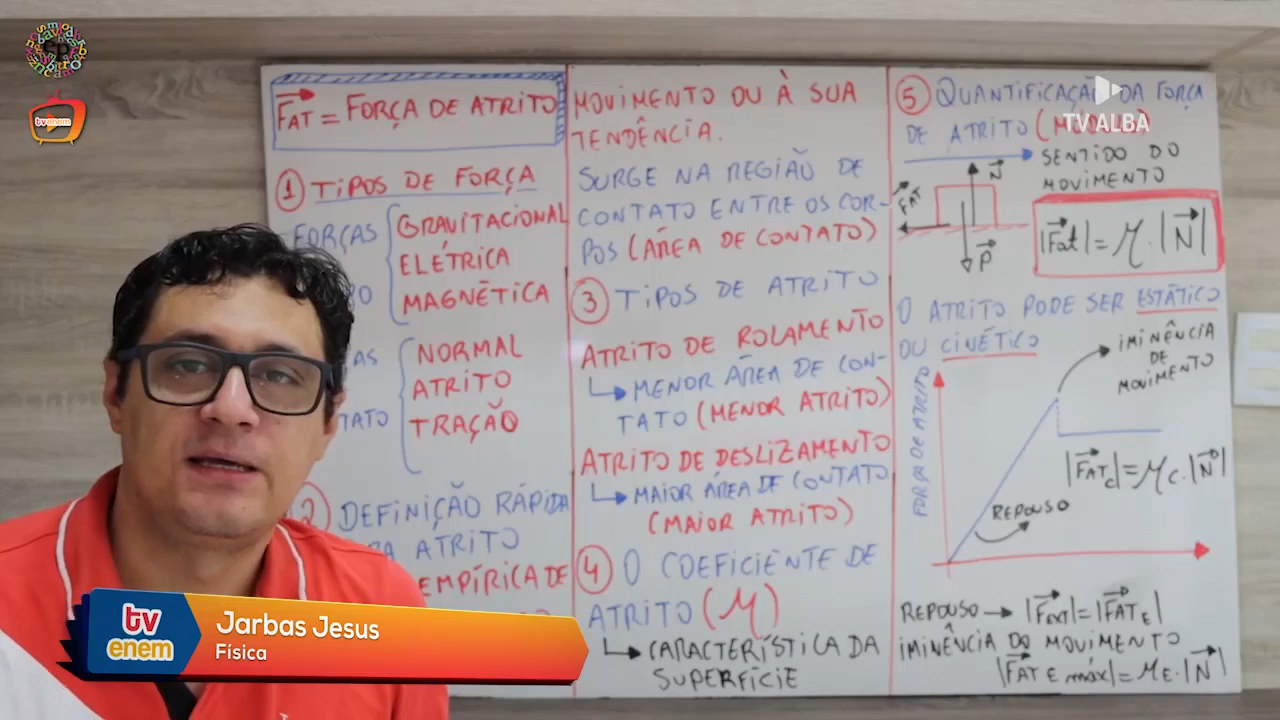 ep
tv enem
TV ALBA
FAT = FORÇA DE ATRITO
1 TIPOS DE FORÇA
FORÇAS
GRAVITACIONAL
ELÉTRICA
MAGNÉTICA
NORMAL
ATRITO
TRAÇÃO
2 DEFINIÇÃO RÁPIDA
ATRITO
EMPÍRICA DE
MOVIMENTO OU À SUA
TENDÊNCIA.
SURGE NA REGIÃO DE
CONTATO ENTRE OS COR-
POS (ÁREA DE CONTATO)
3 TIPOS DE ATRITO
ATRITO DE ROLAMENTO
MENOR ÁREA DE CON-
TATO (MENOR ATRITO)
ATRITO DE DESLIZAMENTO
MAIOR ÁREA DE CONTATO
(MAIOR ATRITO)
4 O COEFICIENTE DE
ATRITO (μ)
CARACTERÍSTICA DA
SUPERFÍCIE
5 QUANTIFICAÇÃO DA FORÇA
DE ATRITO
SENTIDO DO
MOVIMENTO
N
FAT
P
|Fat| = μ . |N|
O ATRITO PODE SER ESTÁTICO
OU CINÉTICO
IMINÊNCIA
DE
MOVIMENTO
FORÇA DE ATRITO
REPOUSO
|FATc| = μc . |N|
REPOUSO → |Fext| = |FATE|
IMINÊNCIA DO MOVIMENTO
|FAT E máx| = μE . |N|
tv enem
Jarbas Jesus
Física